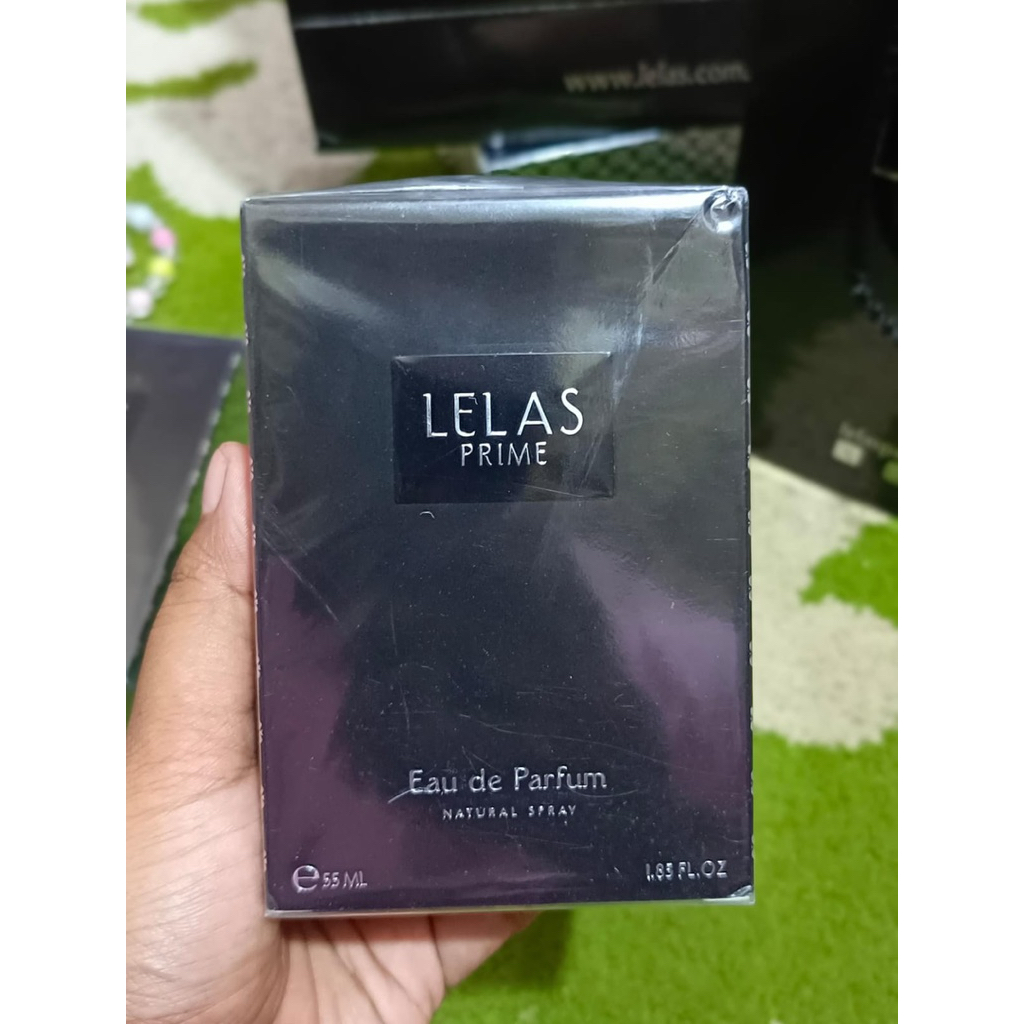 www.lelas.com.
LELAS
PRIME
Eau de Parfum
NATURAL SPRAY
℮55 ML
1.85 FL.OZ